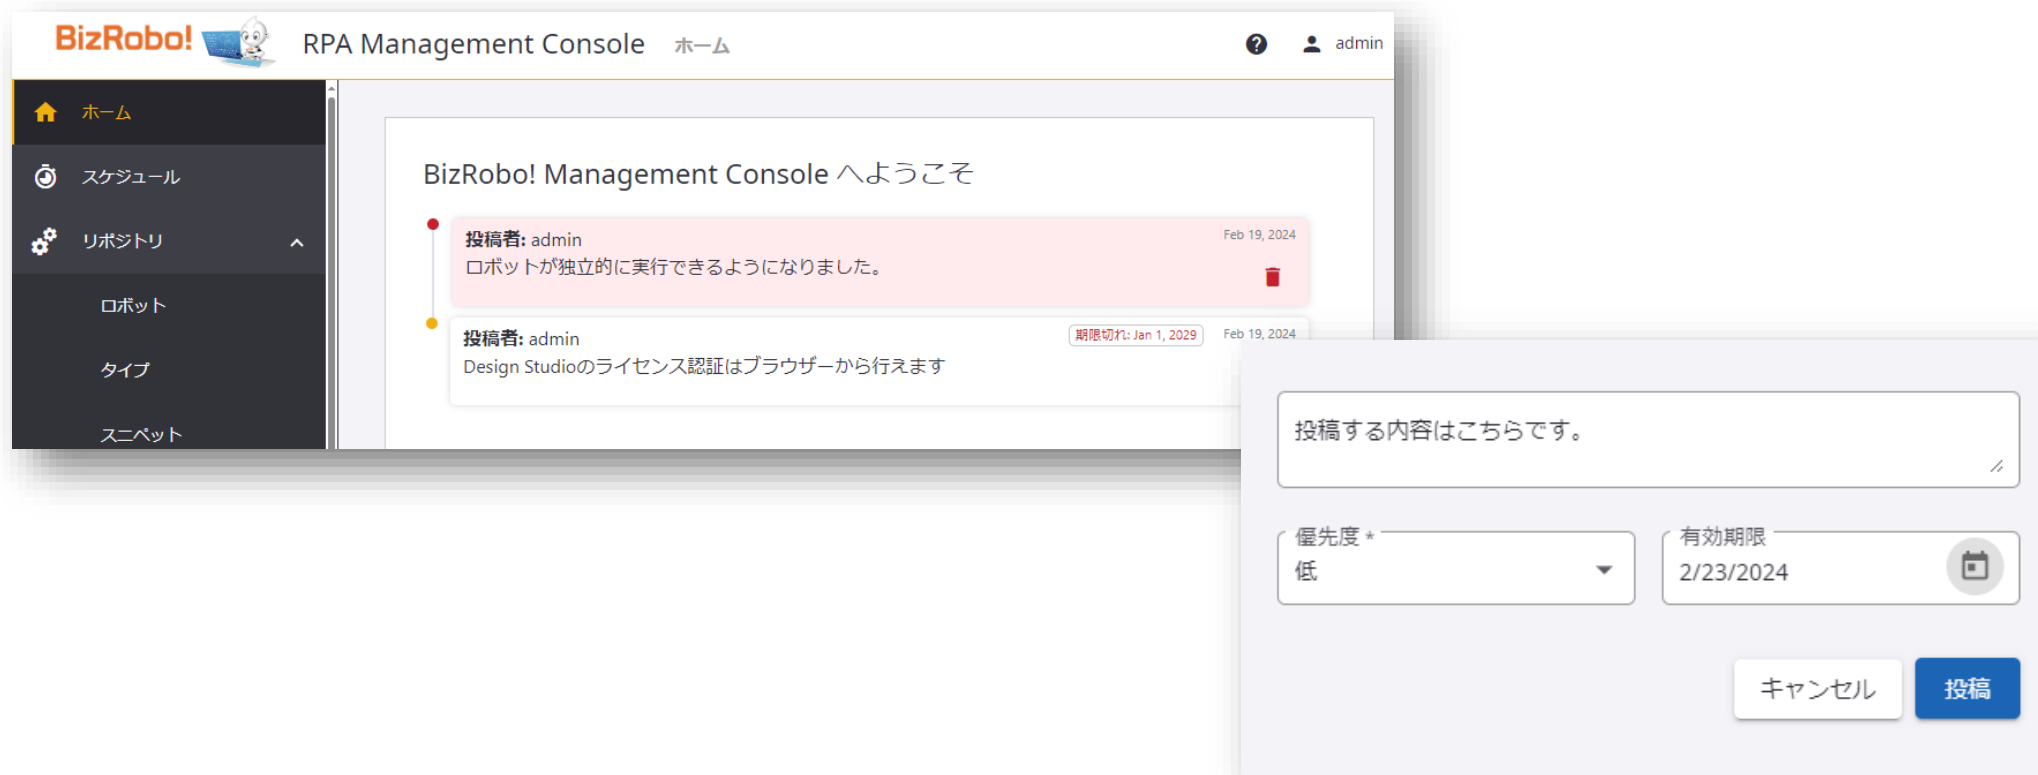 BizRobo!
RPA Management Console ホーム
admin
ホーム
スケジュール
リポジトリ
ロボット
タイプ
スニペット
BizRobo! Management Console へようこそ
投稿者: admin
Feb 19, 2024
ロボットが独立的に実行できるようになりました。
投稿者: admin
期限切れ: Jan 1, 2029
Feb 19, 2024
Design Studioのライセンス認証はブラウザーから行えます
投稿する内容はこちらです。
優先度 *
低
有効期限
2/23/2024
キャンセル
投稿